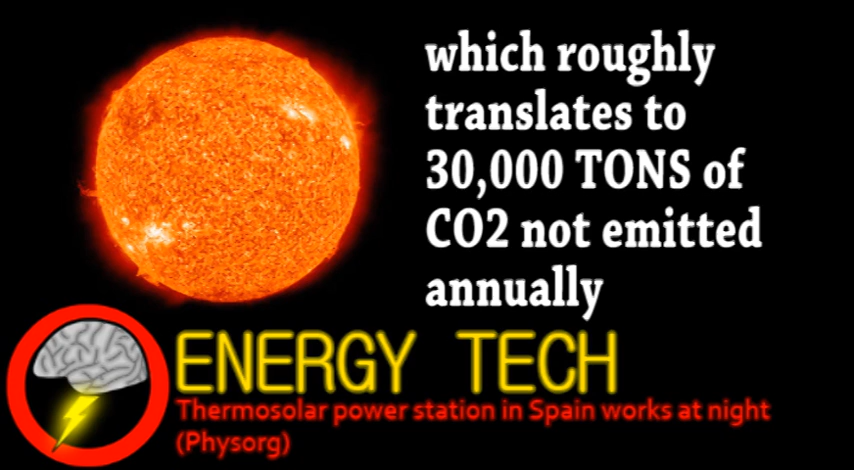 which roughly
translates to
30,000 TONS of
CO2 not emitted
annually
ENERGY TECH
Thermosolar power station in Spain works at night
(Physorg)